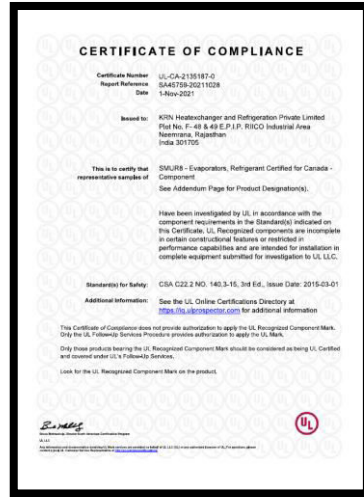 CERTIFICATE OF COMPLIANCE
Certificate Number UL-CA-2135187-0
Report Reference SA45759-20211028
Date 1-Nov-2021
Issued to: KRN Heatexchanger and Refrigeration Private Limited
Plot No. F- 48 & 49 E.P.I.P. RIICO Industrial Area
Neemrana, Rajasthan
India 301705
This is to certify that SMUR8 - Evaporators, Refrigerant Certified for Canada -
representative samples of Component
See Addendum Page for Product Designation(s).
Have been investigated by UL in accordance with the
component requirements in the Standard(s) indicated on
this Certificate. UL Recognized components are incomplete
in certain constructional features or restricted in
performance capabilities and are intended for installation in
complete equipment submitted for investigation to UL LLC.
Standard(s) for Safety: CSA C22.2 NO. 140.3-15, 3rd Ed., Issue Date: 2015-03-01
Additional Information: See the UL Online Certifications Directory at
https://iq.ulprospector.com for additional information
This Certificate of Compliance does not provide authorization to apply the UL Recognized Component Mark.
Only the UL Follow-Up Services Procedure provides authorization to apply the UL Mark.
Only those products bearing the UL Recognized Component Mark should be considered as being UL Certified
and covered under UL's Follow-Up Services.
Look for the UL Recognized Component Mark on the product.
UL LLC
UL